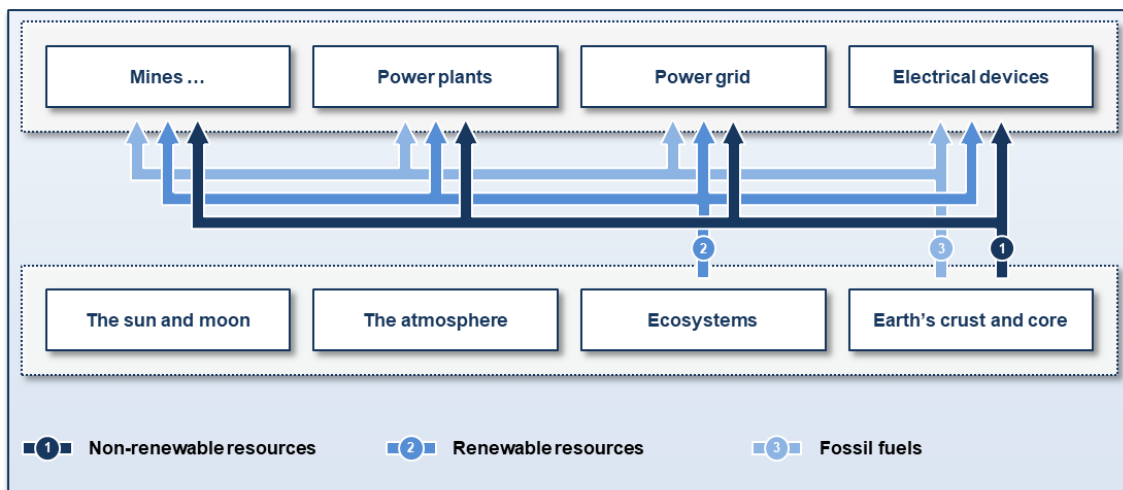 Mines …
Power plants
Power grid
Electrical devices
2
3
1
The sun and moon
The atmosphere
Ecosystems
Earth’s crust and core
1 Non-renewable resources
2 Renewable resources
3 Fossil fuels